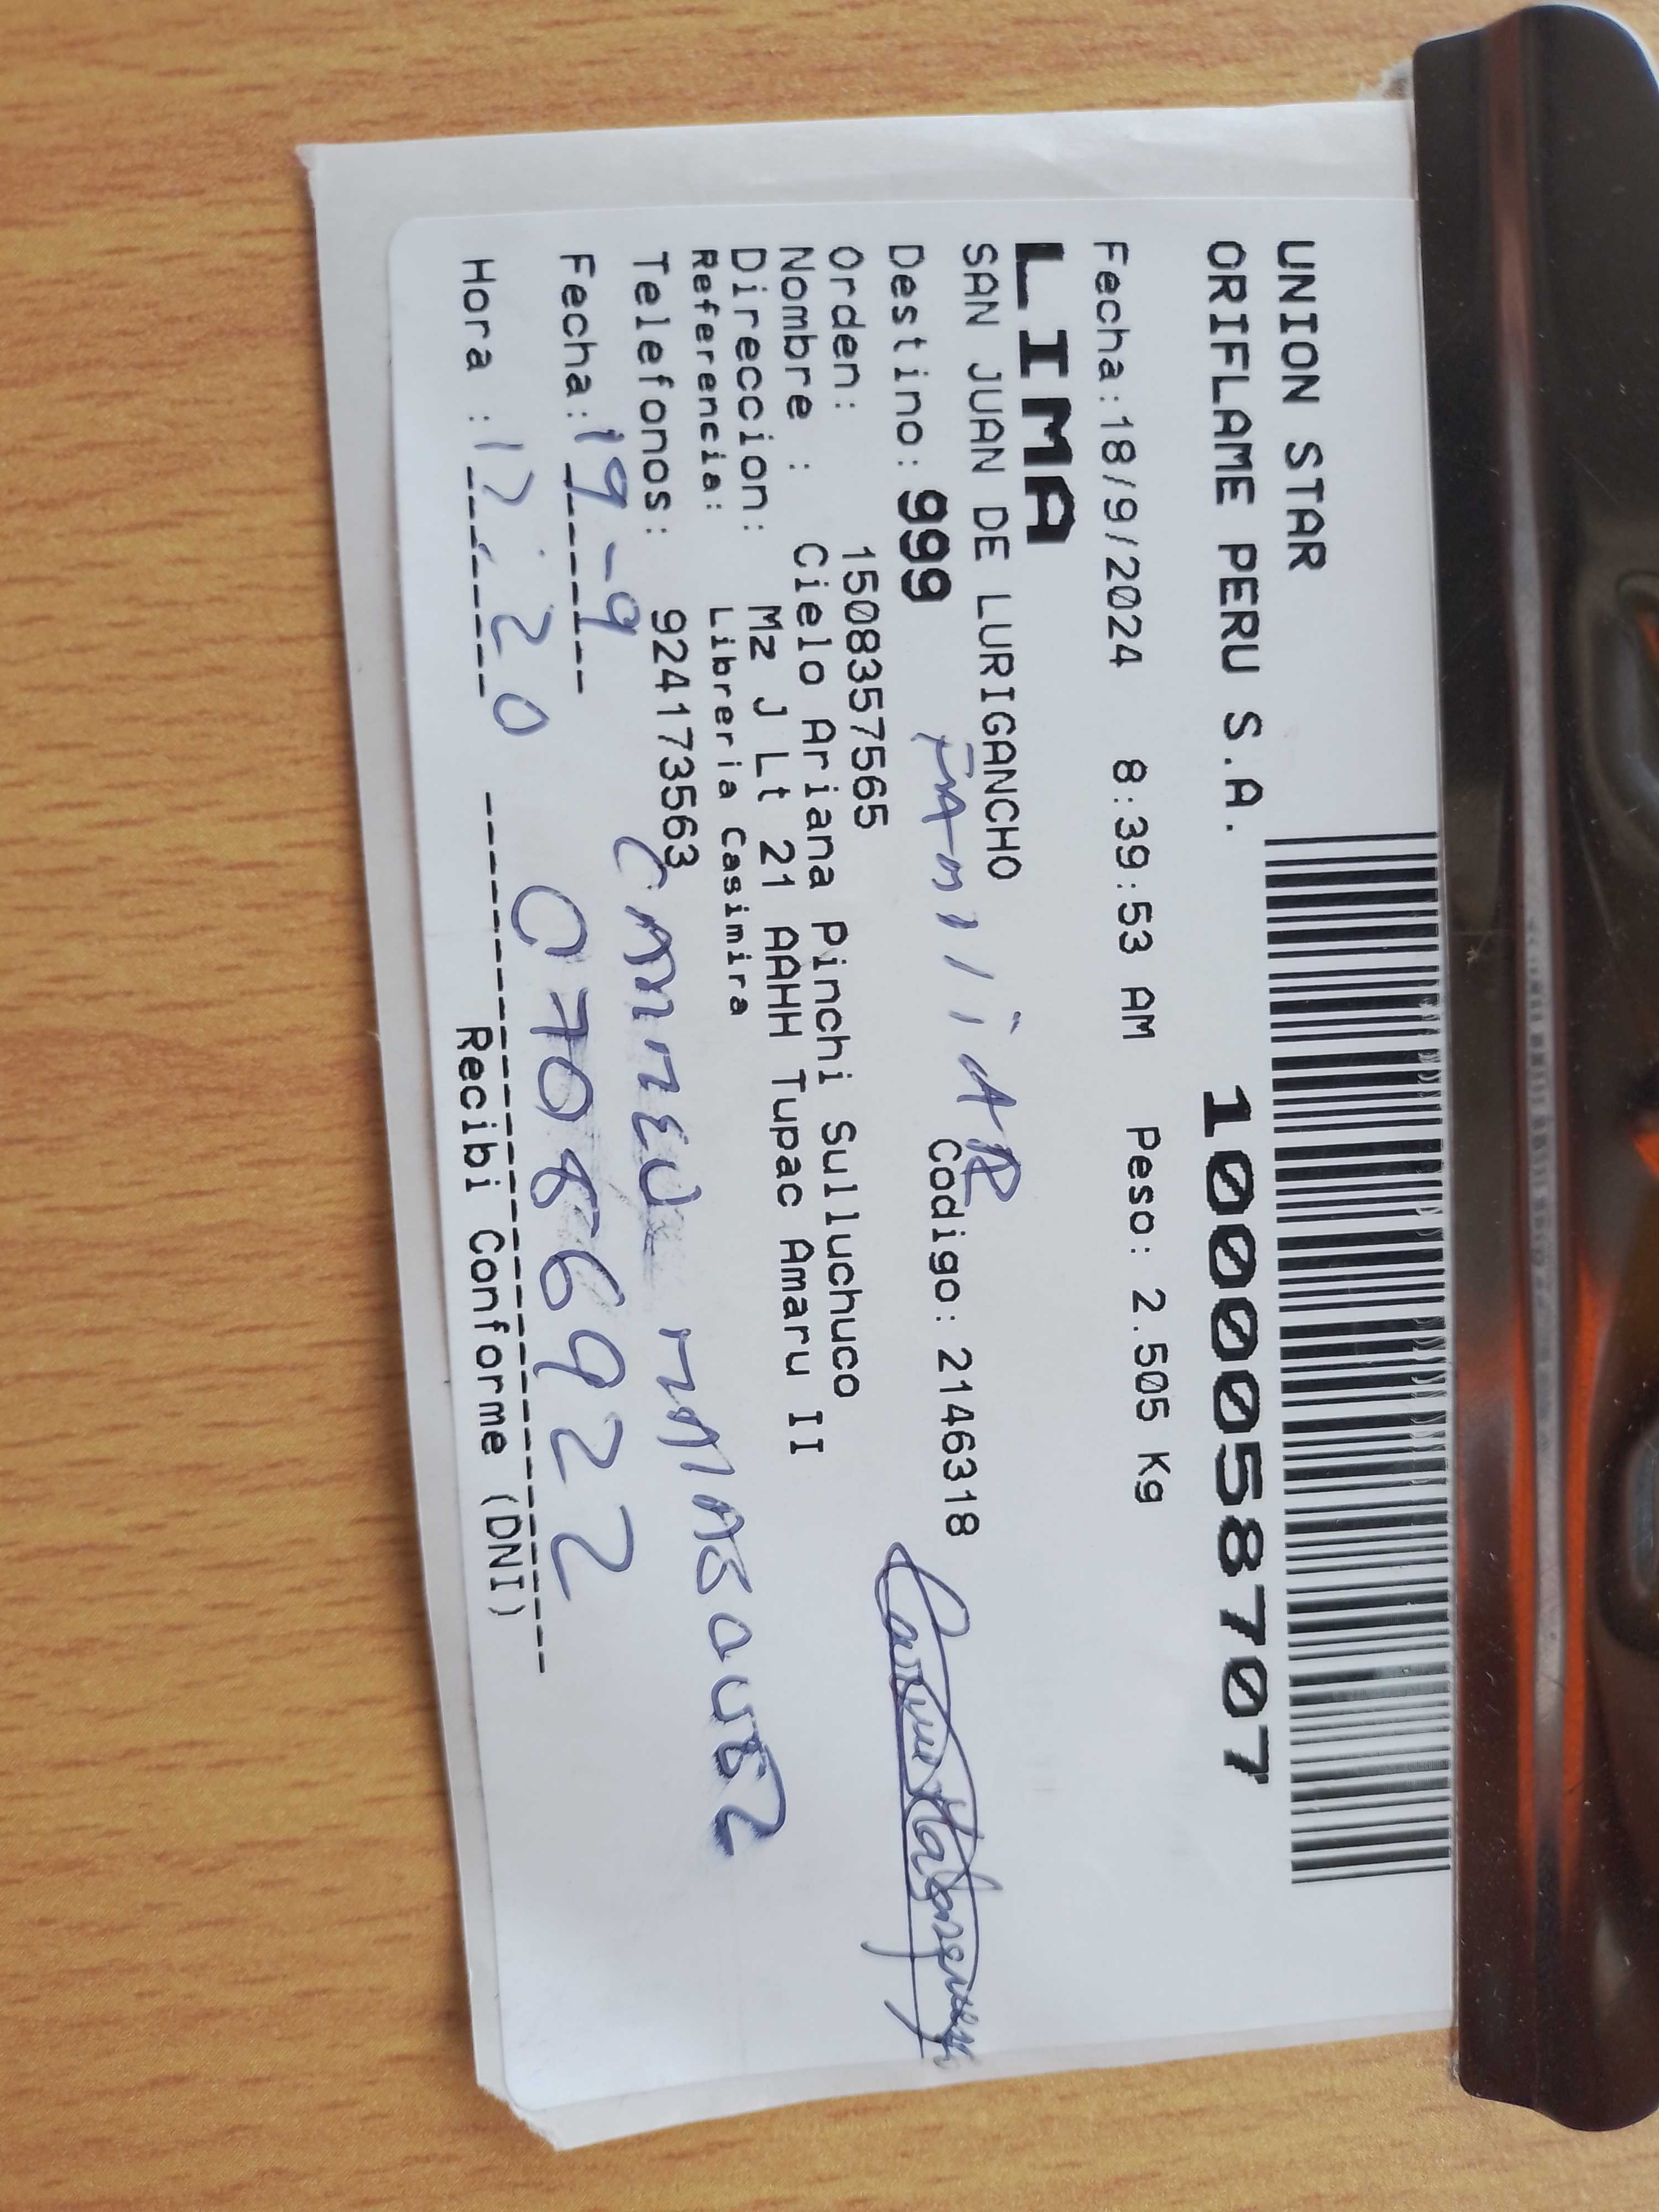 UNION STAR
ORIFLAME PERU S.A. 1000058707
Fecha:18/9/2024 8:39:53 AM Peso: 2.505 Kg
LIMA
SAN JUAN DE LURIGANCHO
Destino: 999 FAmiliAR Codigo: 2146318
Orden: 1508357565
Nombre : Cielo Ariana Pinchi Sulluchuco
Direccion: Mz J Lt 21 AAHH Tupac Amaru II
Referencia: Libreria Casimira
Telefonos: 924173563
Fecha: 19-9
Hora : 12:20 07086922
Recibi Conforme (DNI)